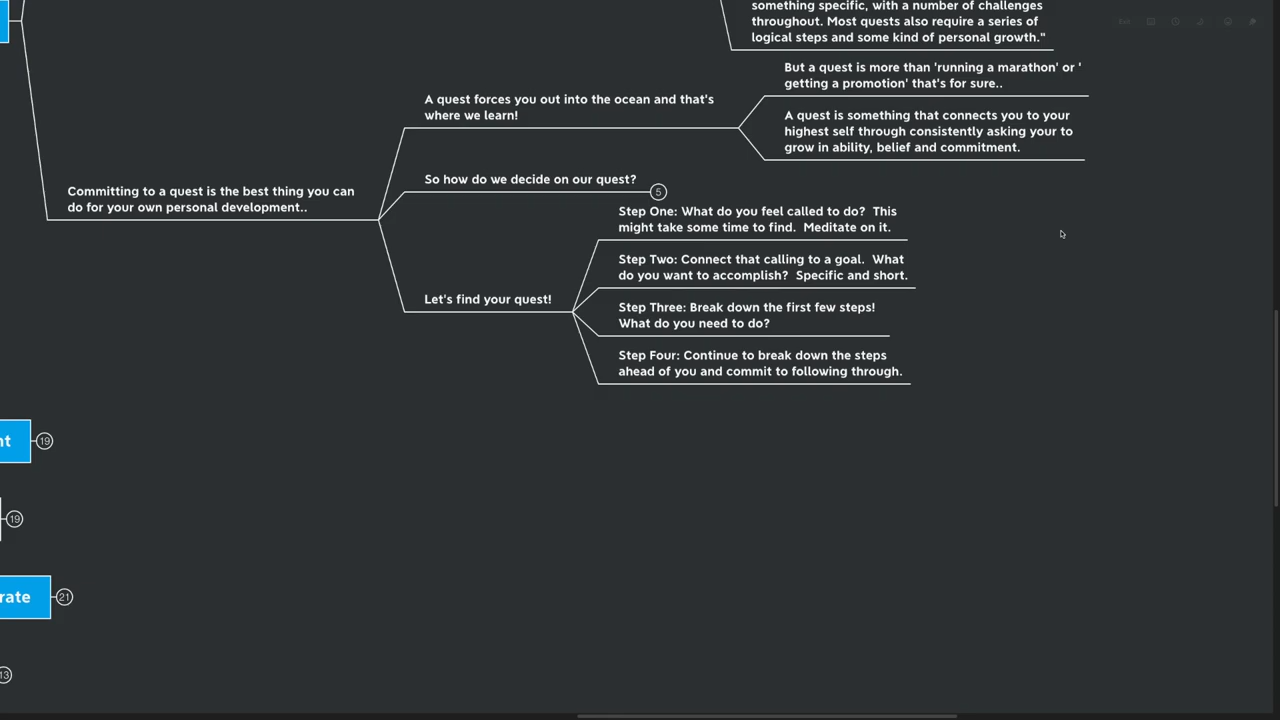 something specific, with a number of challenges
throughout. Most quests also require a series of
logical steps and some kind of personal growth."
But a quest is more than 'running a marathon' or '
getting a promotion' that's for sure..
A quest forces you out into the ocean and that's
where we learn!
A quest is something that connects you to your
highest self through consistently asking your to
grow in ability, belief and commitment.
Committing to a quest is the best thing you can
do for your own personal development..
So how do we decide on our quest?
5
Step One: What do you feel called to do?  This
might take some time to find.  Meditate on it.
Step Two: Connect that calling to a goal.  What
do you want to accomplish?  Specific and short.
Let's find your quest!
Step Three: Break down the first few steps!
What do you need to do?
Step Four: Continue to break down the steps
ahead of you and commit to following through.
nt
19
19
rate
21
13